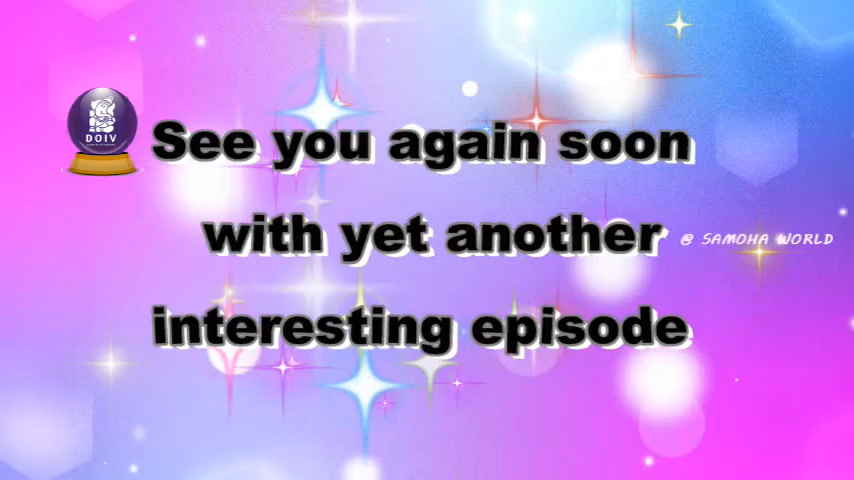 DOIV
See you again soon
with yet another
@ SAMOHA WORLD
interesting episode